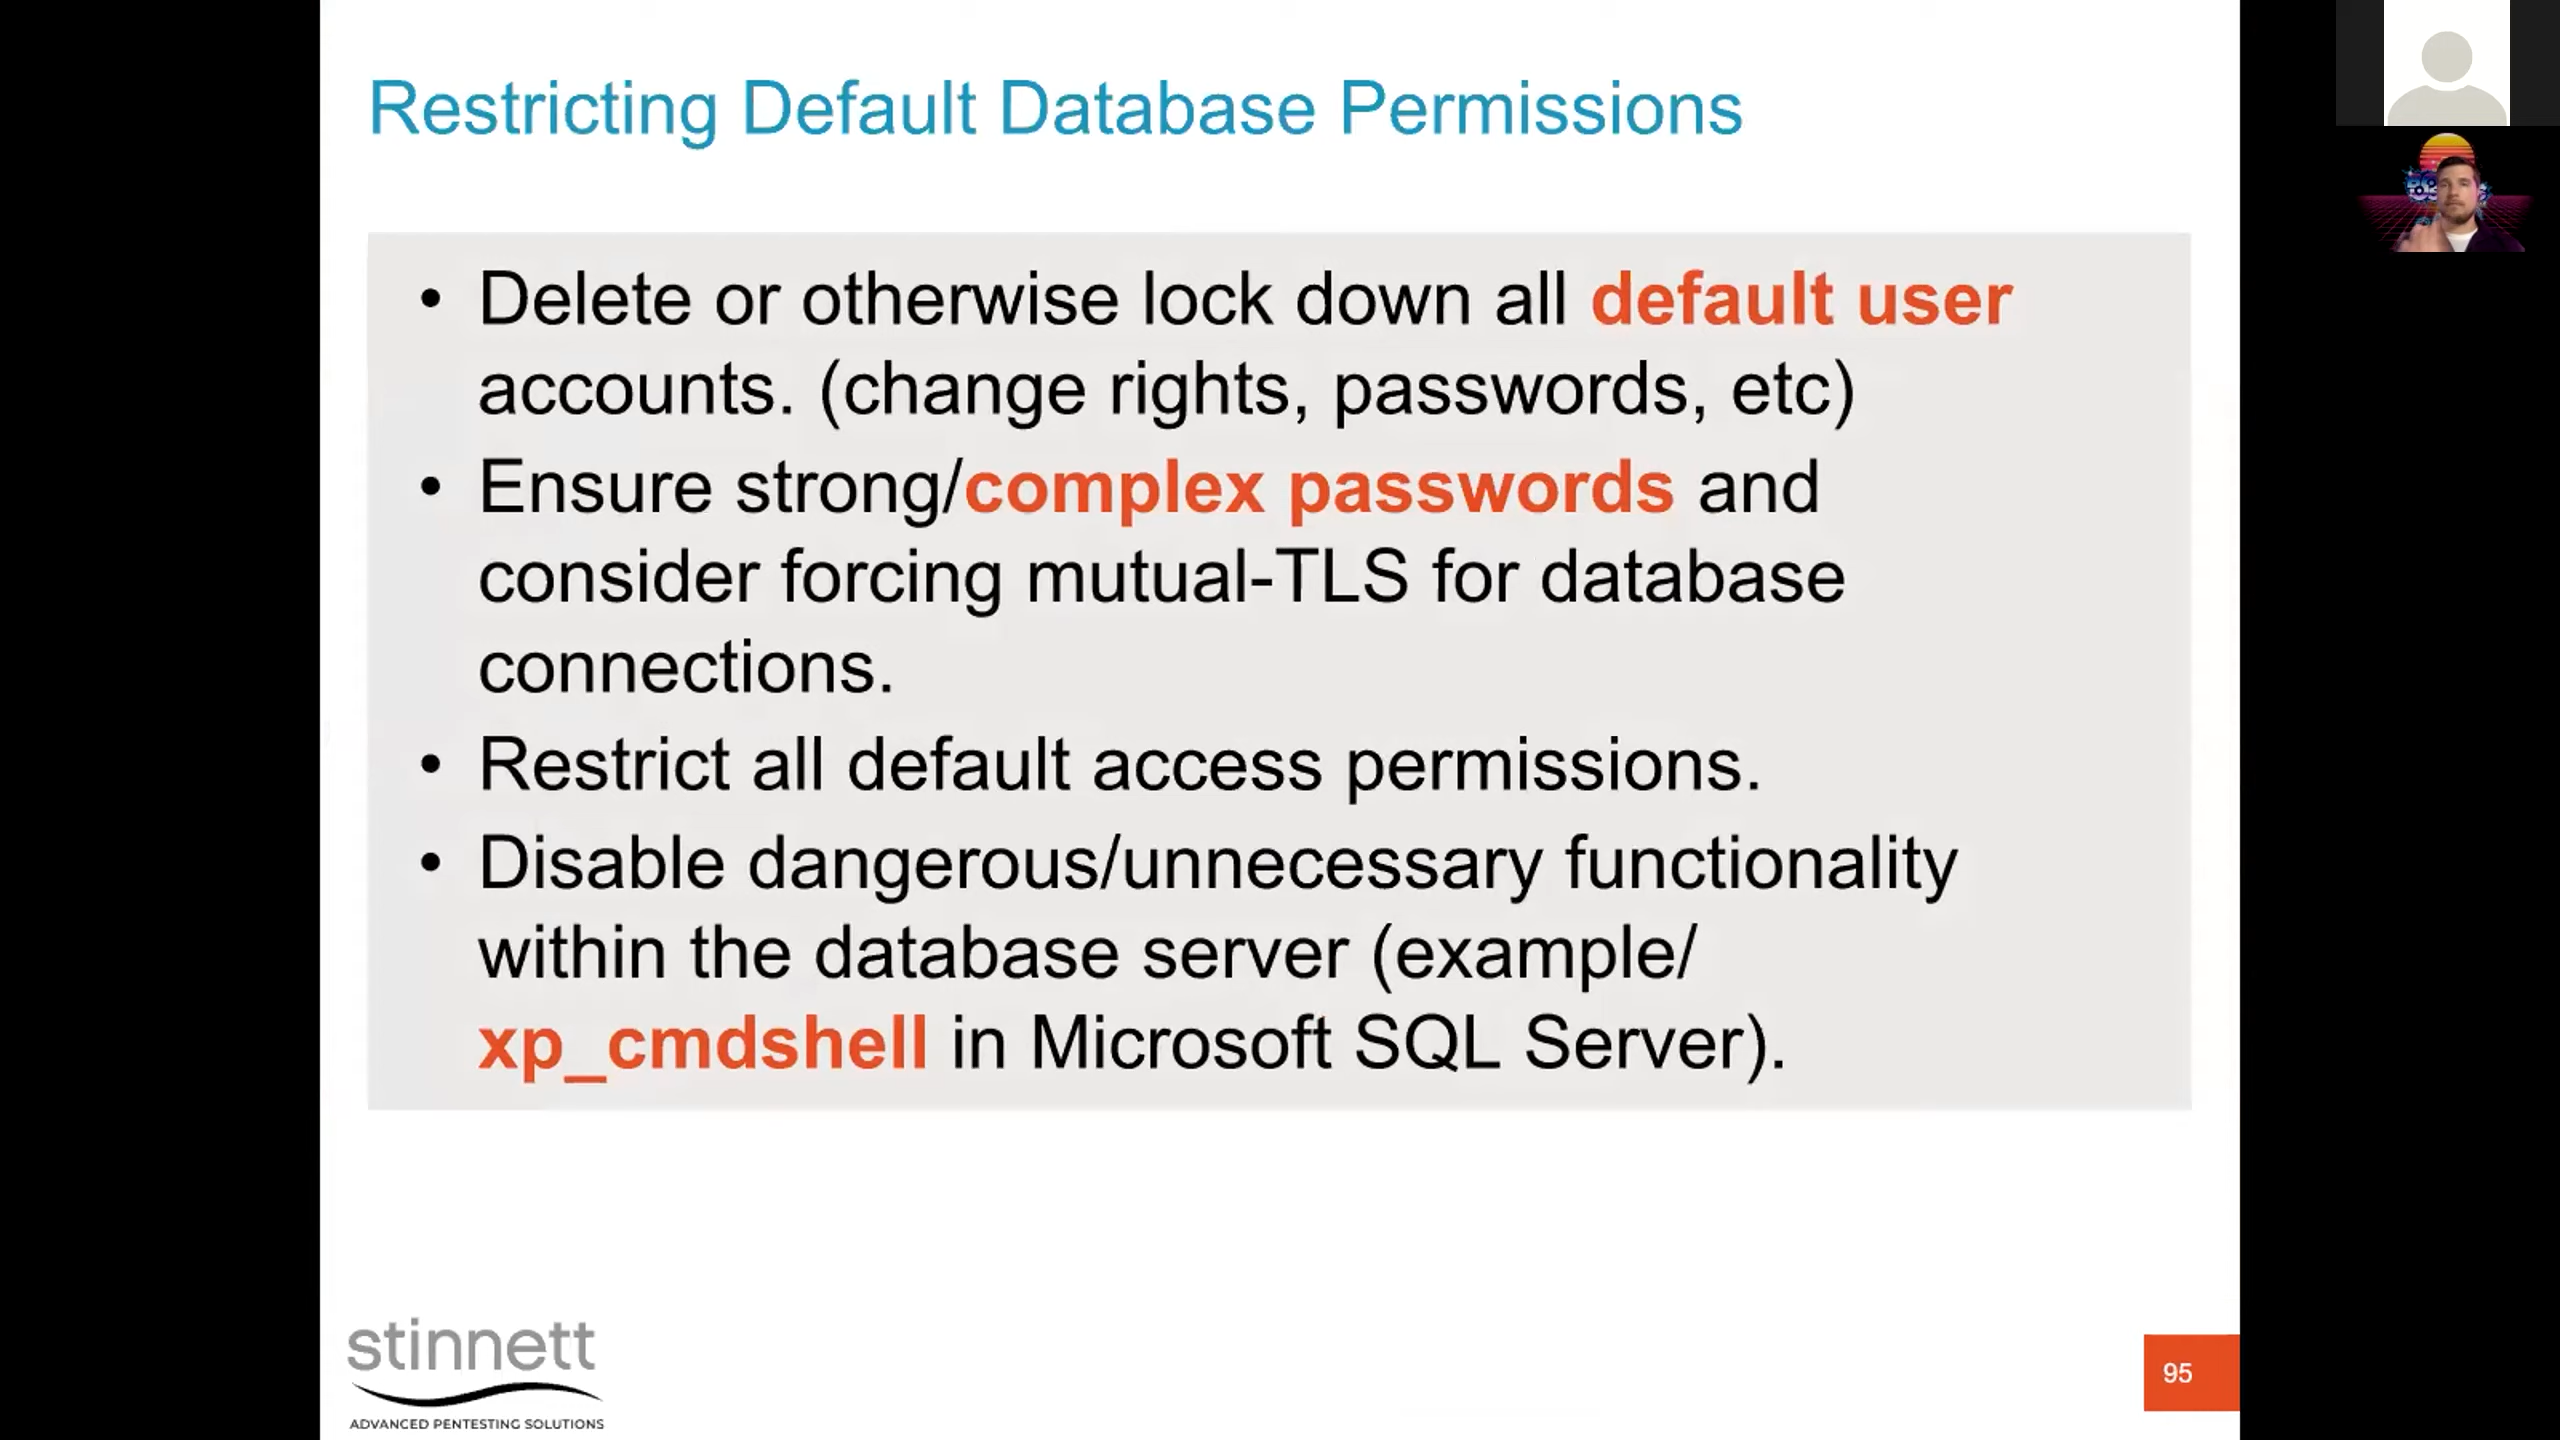 Restricting Default Database Permissions
• Delete or otherwise lock down all default user
accounts. (change rights, passwords, etc)
• Ensure strong/complex passwords and
consider forcing mutual-TLS for database
connections.
• Restrict all default access permissions.
• Disable dangerous/unnecessary functionality
within the database server (example/
xp_cmdshell in Microsoft SQL Server).
stinnett
ADVANCED PENTESTING SOLUTIONS
95